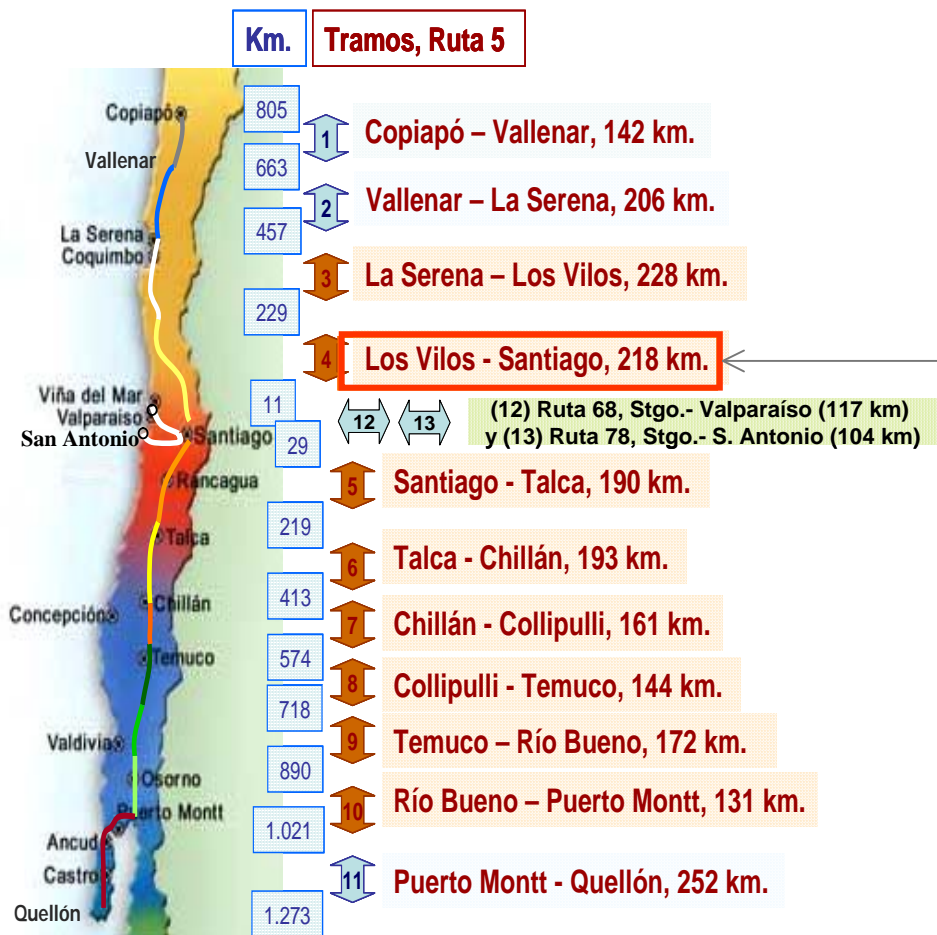 Km. Tramos, Ruta 5
Copiapó
Vallenar
La Serena
Coquimbo
Viña del Mar
Valparaíso
San Antonio
Santiago
Rancagua
Talca
Concepción
Chillán
Temuco
Valdivia
Osorno
Puerto Montt
Ancud
Castro
Quellón
805
1 Copiapó – Vallenar, 142 km.
663
2 Vallenar – La Serena, 206 km.
457
3 La Serena – Los Vilos, 228 km.
229
4 Los Vilos - Santiago, 218 km.
11
12 13 (12) Ruta 68, Stgo.- Valparaíso (117 km)
y (13) Ruta 78, Stgo.- S. Antonio (104 km)
29
5 Santiago - Talca, 190 km.
219
6 Talca - Chillán, 193 km.
413
7 Chillán - Collipulli, 161 km.
574
8 Collipulli - Temuco, 144 km.
718
9 Temuco – Río Bueno, 172 km.
890
10 Río Bueno – Puerto Montt, 131 km.
1.021
11 Puerto Montt - Quellón, 252 km.
1.273